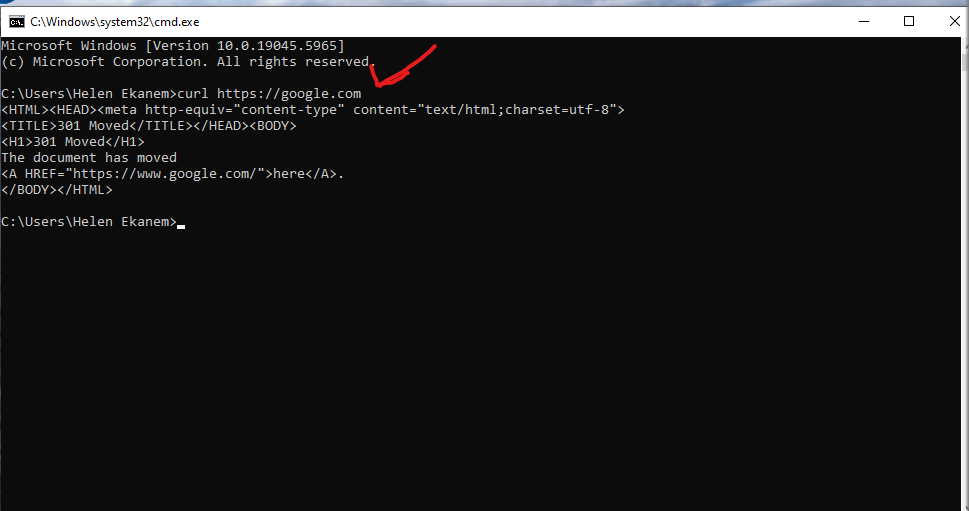 C:\Windows\system32\cmd.exe
Microsoft Windows [Version 10.0.19045.5965]
(c) Microsoft Corporation. All rights reserved.
C:\Users\Helen Ekanem>curl https://google.com
<HTML><HEAD><meta http-equiv="content-type" content="text/html;charset=utf-8">
<TITLE>301 Moved</TITLE></HEAD><BODY>
<H1>301 Moved</H1>
The document has moved
<A HREF="https://www.google.com/">here</A>.
</BODY></HTML>
C:\Users\Helen Ekanem>